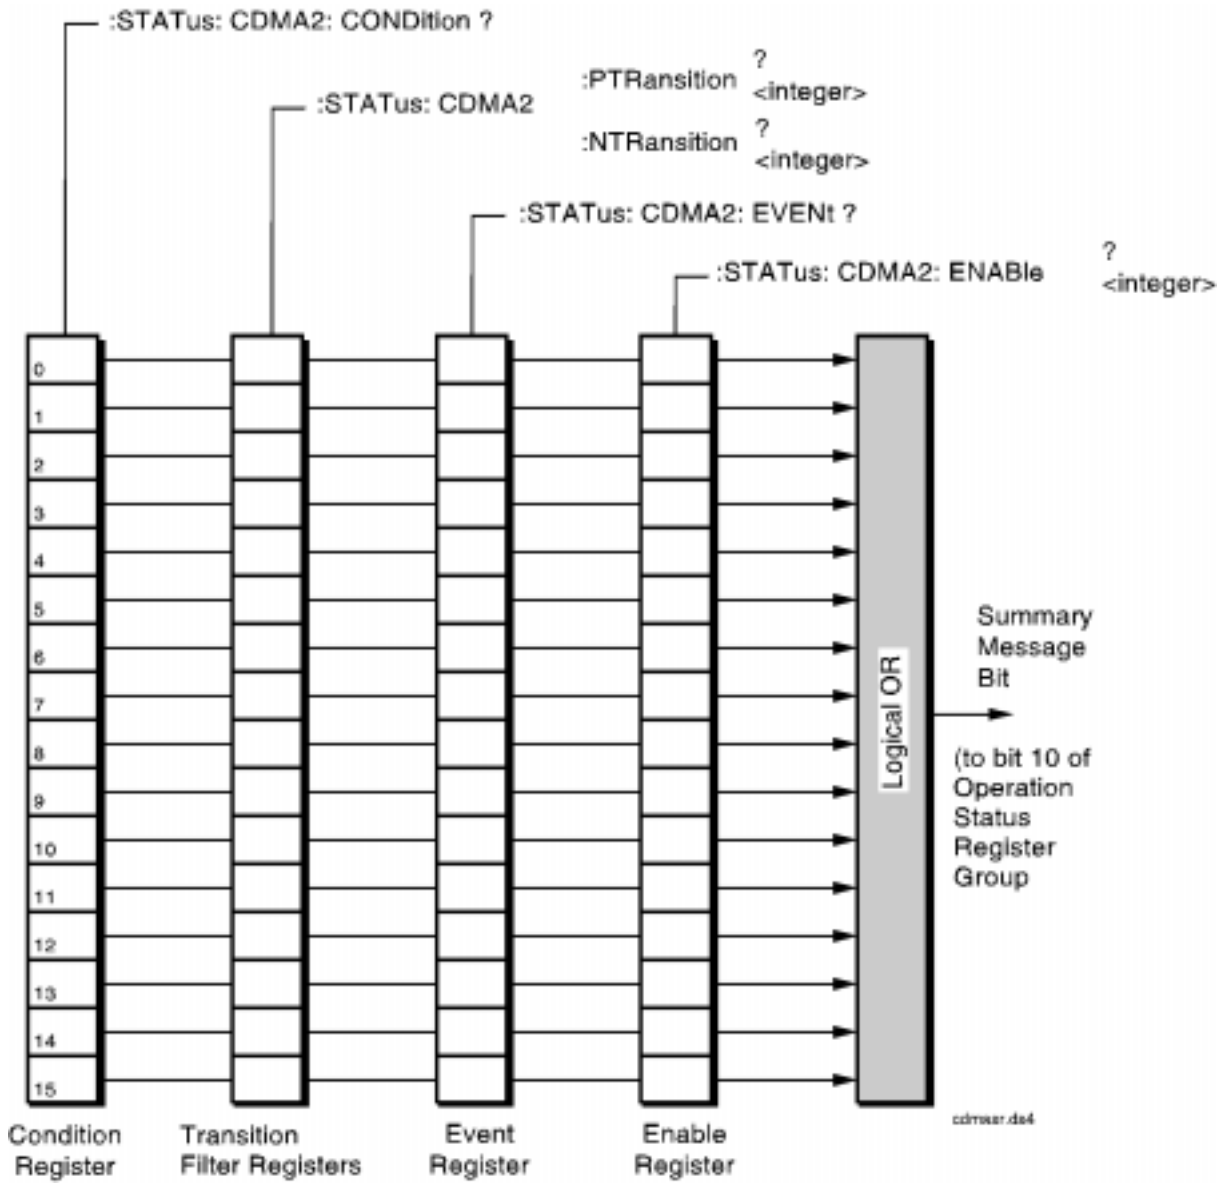 :STATus: CDMA2: CONDition ?
:PTRansition ?
<integer>
:STATus: CDMA2
:NTRansition ?
<integer>
:STATus: CDMA2: EVENt ?
:STATus: CDMA2: ENABle ?
<integer>
0
1
2
3
4
5
6
7
8
9
10
11
12
13
14
15
Logical OR
Summary
Message
Bit
(to bit 10 of
Operation
Status
Register
Group
Condition
Register
Transition
Filter Registers
Event
Register
Enable
Register